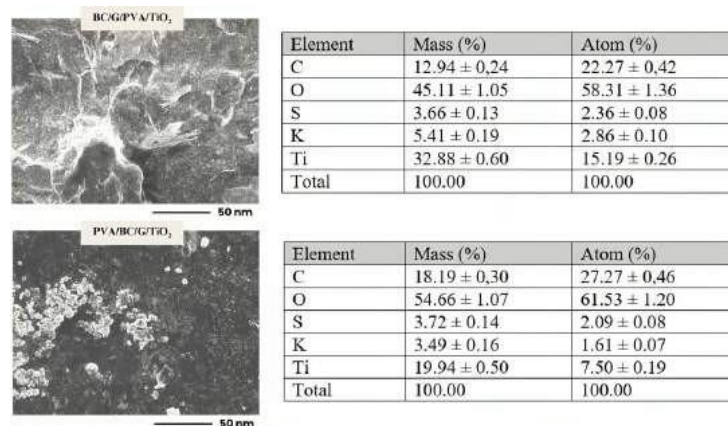 BC/G/PVA/TiO₂
Element Mass (%) Atom (%)
C 12.94 ± 0,24 22.27 ± 0,42
O 45.11 ± 1.05 58.31 ± 1.36
S 3.66 ± 0.13 2.36 ± 0.08
K 5.41 ± 0.19 2.86 ± 0.10
Ti 32.88 ± 0.60 15.19 ± 0.26
Total 100.00 100.00
50 nm
PVA/BC/G/TiO₂
Element Mass (%) Atom (%)
C 18.19 ± 0,30 27.27 ± 0,46
O 54.66 ± 1.07 61.53 ± 1.20
S 3.72 ± 0.14 2.09 ± 0.08
K 3.49 ± 0.16 1.61 ± 0.07
Ti 19.94 ± 0.50 7.50 ± 0.19
Total 100.00 100.00
50 nm